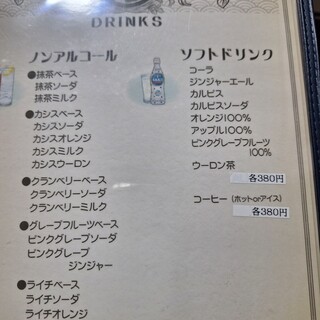 DRINKS
ノンアルコール
●抹茶ベース
抹茶ソーダ
抹茶ミルク
●カシスベース
カシスソーダ
カシスオレンジ
カシスミルク
カシスウーロン
●クランベリーベース
クランベリーソーダ
クランベリーミルク
●グレープフルーツベース
ピンクグレープソーダ
ピンクグレープ
ジンジャー
●ライチベース
ライチソーダ
ライチオレンジ
ソフトドリンク
コーラ
ジンジャーエール
カルピス
カルピスソーダ
オレンジ100%
アップル100%
ピンクグレープフルーツ
100%
ウーロン茶
各380円
コーヒー (ホットorアイス)
各380円